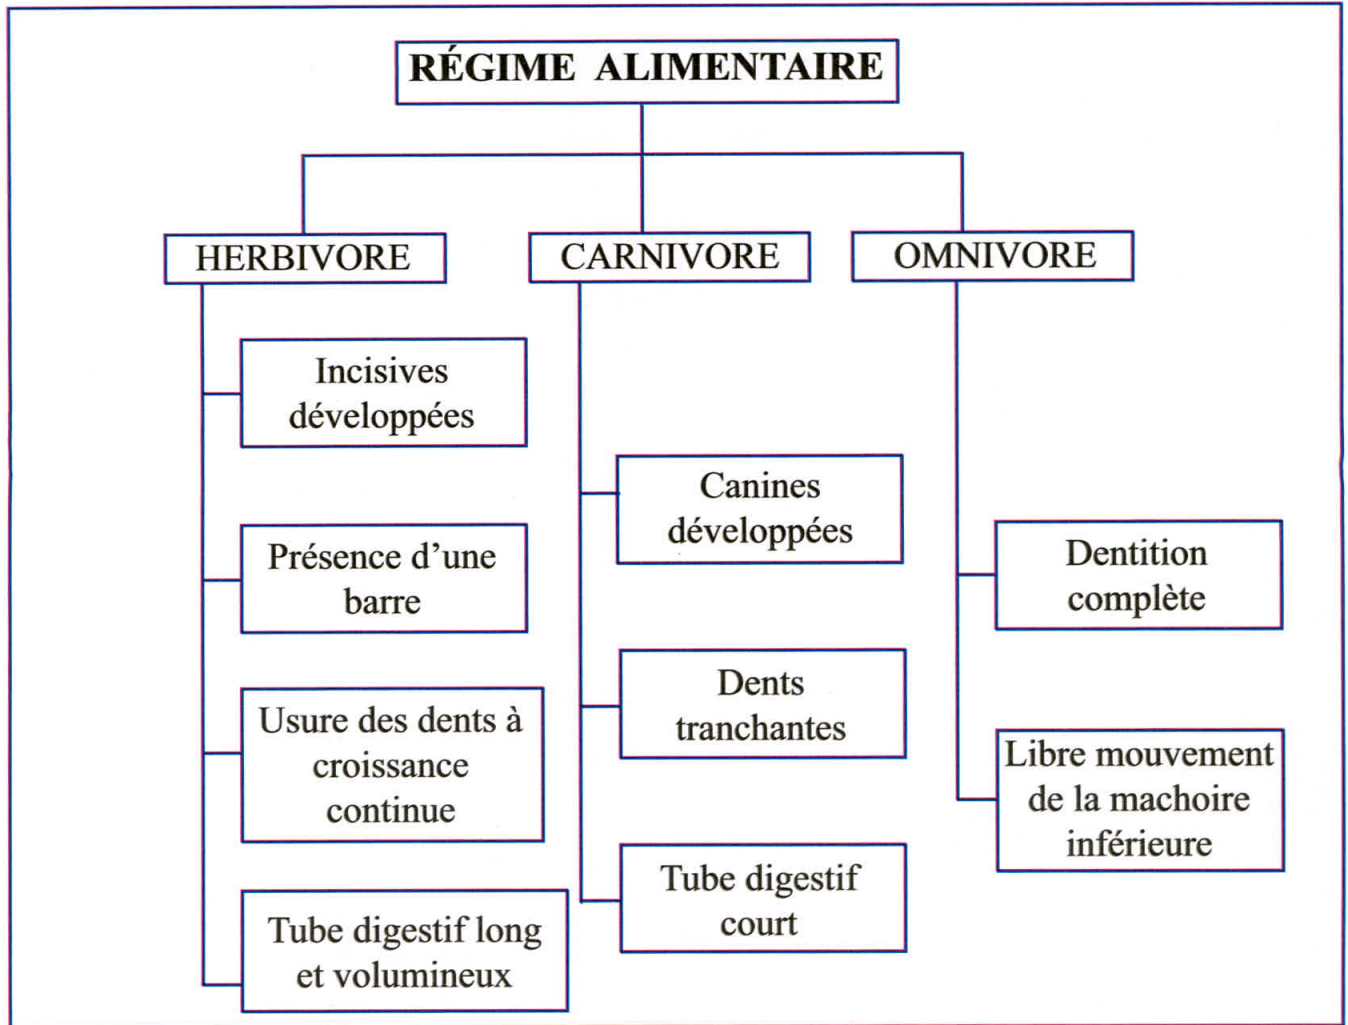 RÉGIME ALIMENTAIRE
HERBIVORE
CARNIVORE
OMNIVORE
Incisives
développées
Présence d’une
barre
Usure des dents à
croissance
continue
Tube digestif long
et volumineux
Canines
développées
Dents
tranchantes
Tube digestif
court
Dentition
complète
Libre mouvement
de la machoire
inférieure